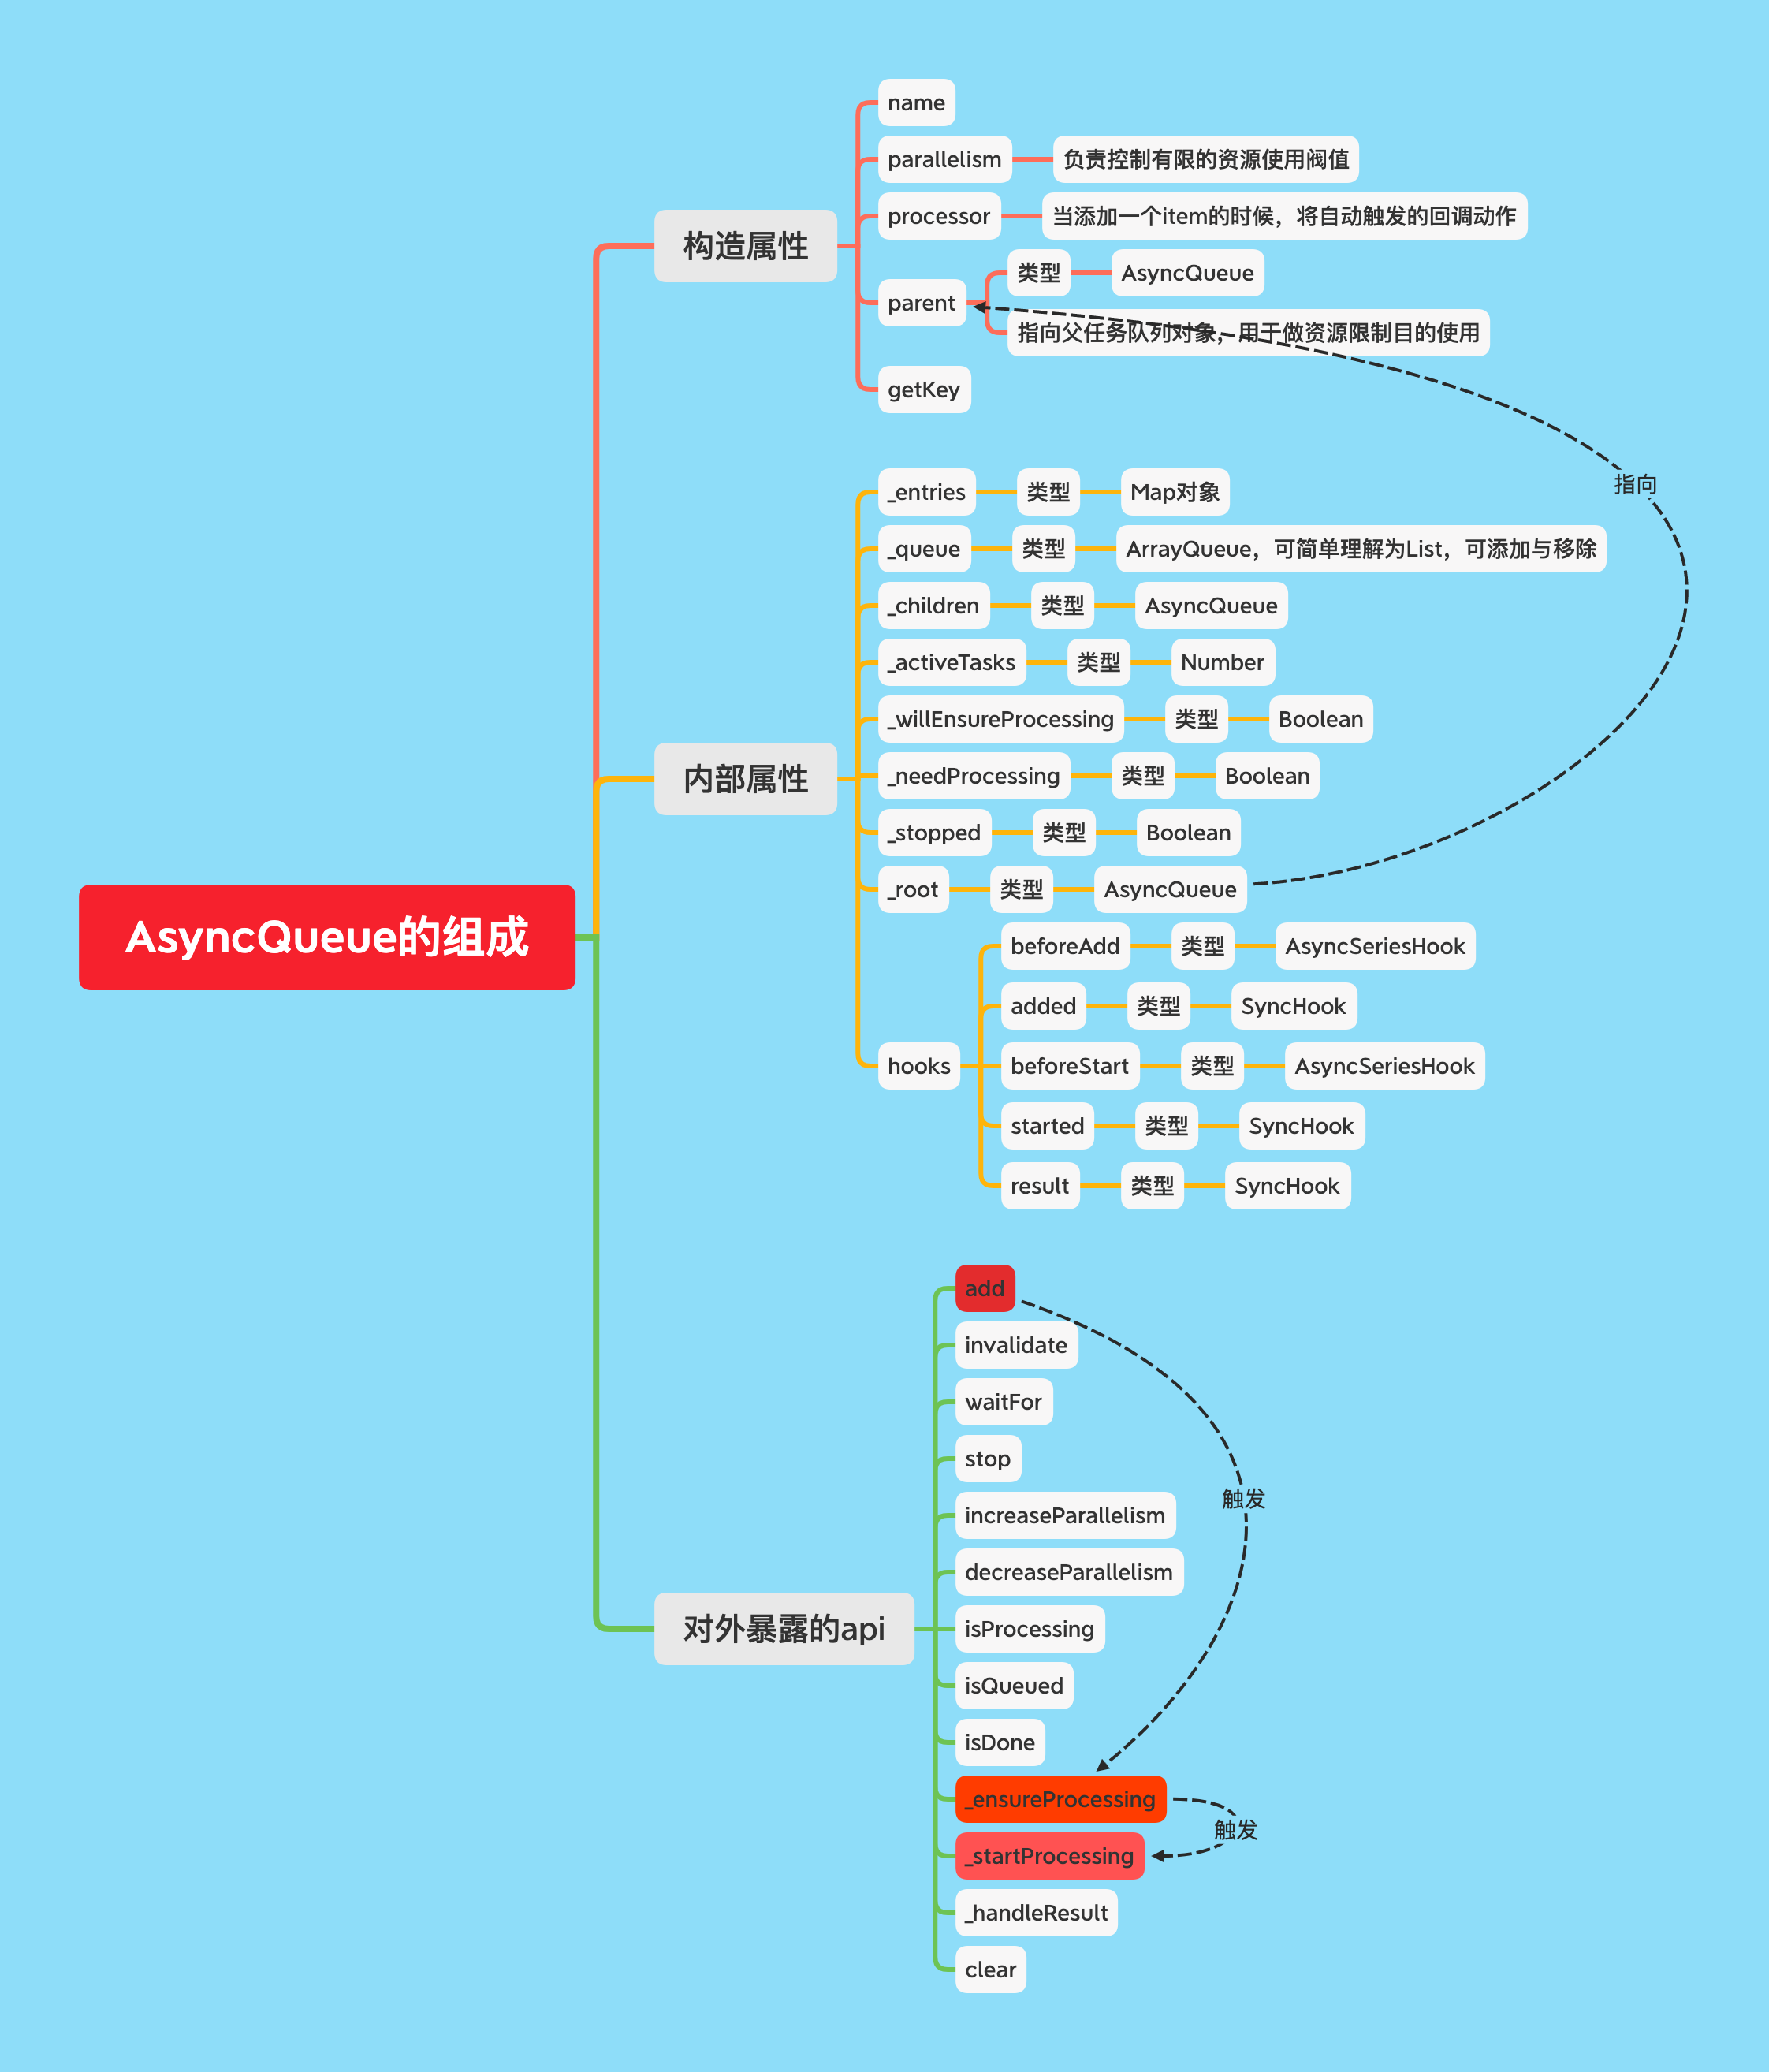 AsyncQueue的组成
构造属性
name
parallelism
负责控制有限的资源使用阀值
processor
当添加一个item的时候，将自动触发的回调动作
parent
类型
AsyncQueue
指向父任务队列对象，用于做资源限制目的使用
getKey
内部属性
_entries
类型
Map对象
_queue
类型
ArrayQueue，可简单理解为List，可添加与移除
_children
类型
AsyncQueue
_activeTasks
类型
Number
_willEnsureProcessing
类型
Boolean
_needProcessing
类型
Boolean
_stopped
类型
Boolean
_root
类型
AsyncQueue
指向
hooks
beforeAdd
类型
AsyncSeriesHook
added
类型
SyncHook
beforeStart
类型
AsyncSeriesHook
started
类型
SyncHook
result
类型
SyncHook
对外暴露的api
add
invalidate
waitFor
stop
触发
increaseParallelism
decreaseParallelism
isProcessing
isQueued
isDone
_ensureProcessing
触发
_startProcessing
_handleResult
clear